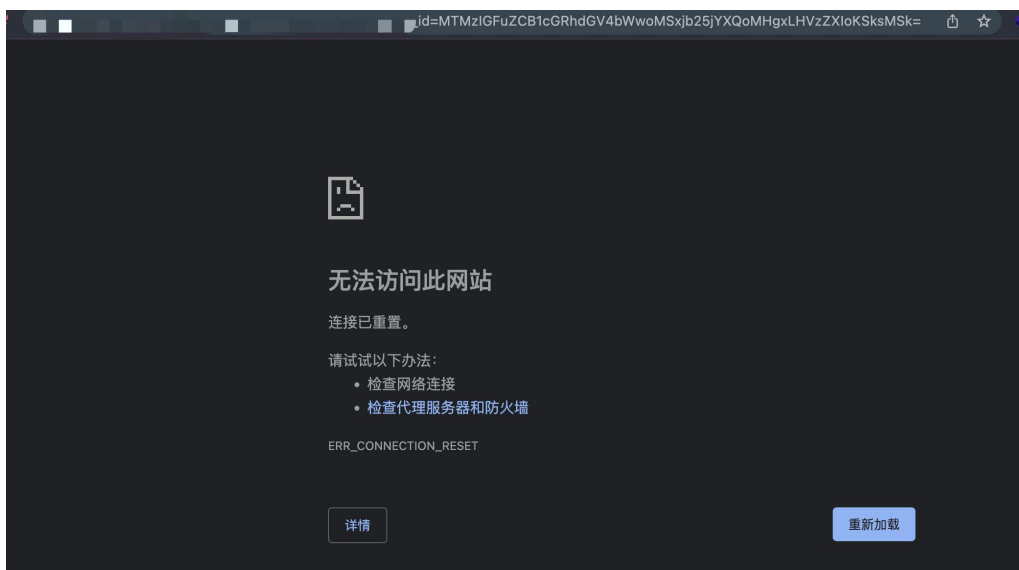 _id=MTMzIGFuZCB1cGRhdGV4bWwoMSxjb25jYXQoMHgxLHVzZXIoKSksMSk=
无法访问此网站
连接已重置。
请试试以下办法：
• 检查网络连接
• 检查代理服务器和防火墙
ERR_CONNECTION_RESET
详情
重新加载